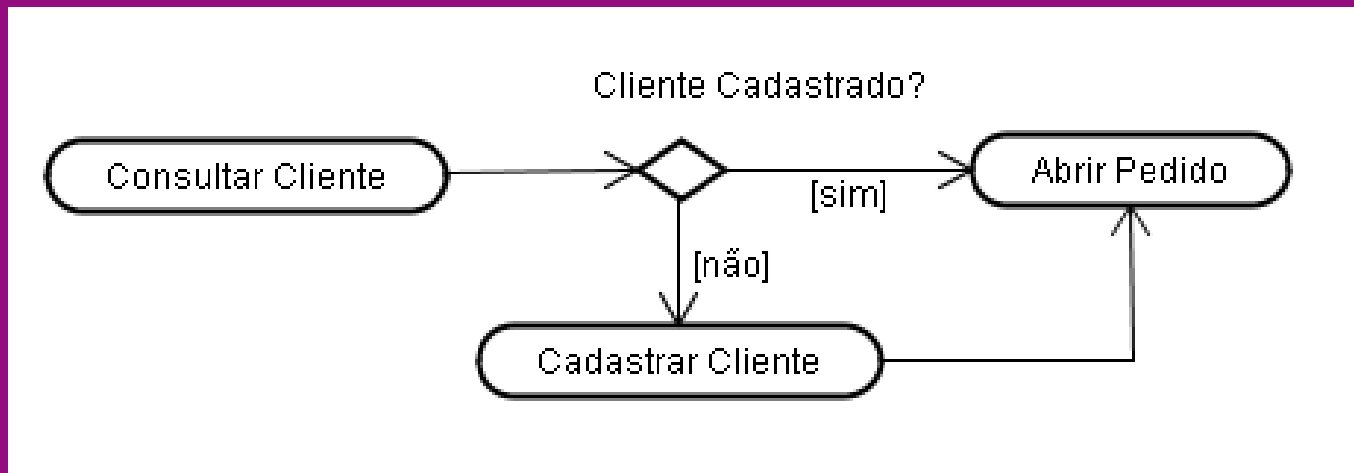 Cliente Cadastrado?
Consultar Cliente
Abrir Pedido
[sim]
[não]
Cadastrar Cliente